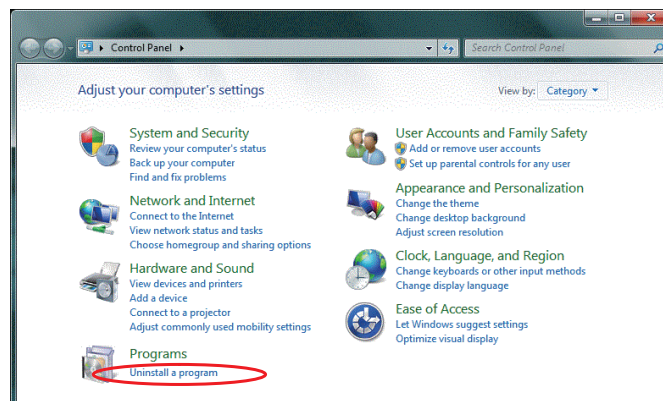 Control Panel
Search Control Panel
Adjust your computer's settings
View by: Category
System and Security
Review your computer's status
Back up your computer
Find and fix problems
Network and Internet
Connect to the Internet
View network status and tasks
Choose homegroup and sharing options
Hardware and Sound
View devices and printers
Add a device
Connect to a projector
Adjust commonly used mobility settings
Programs
Uninstall a program
User Accounts and Family Safety
Add or remove user accounts
Set up parental controls for any user
Appearance and Personalization
Change the theme
Change desktop background
Adjust screen resolution
Clock, Language, and Region
Change keyboards or other input methods
Change display language
Ease of Access
Let Windows suggest settings
Optimize visual display